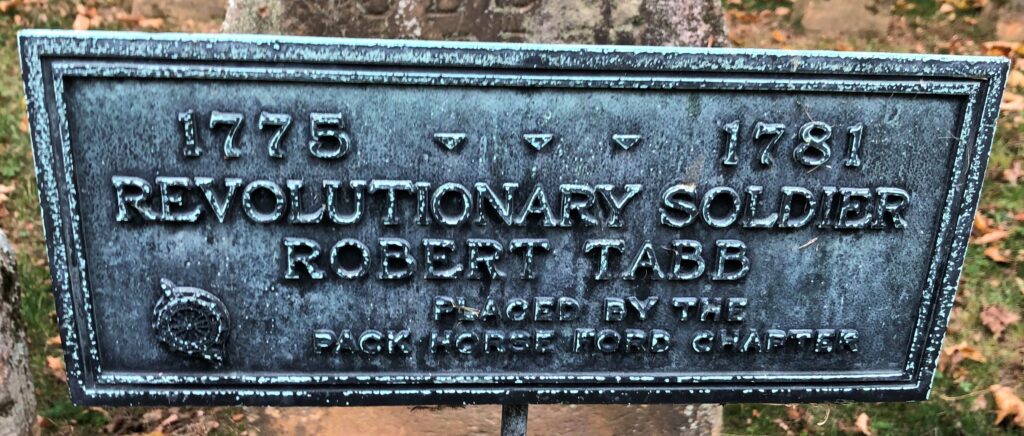 1775 1781
REVOLUTIONARY SOLDIER
ROBERT TABB
PLACED BY THE
PACK HORSE FORD CHAPTER